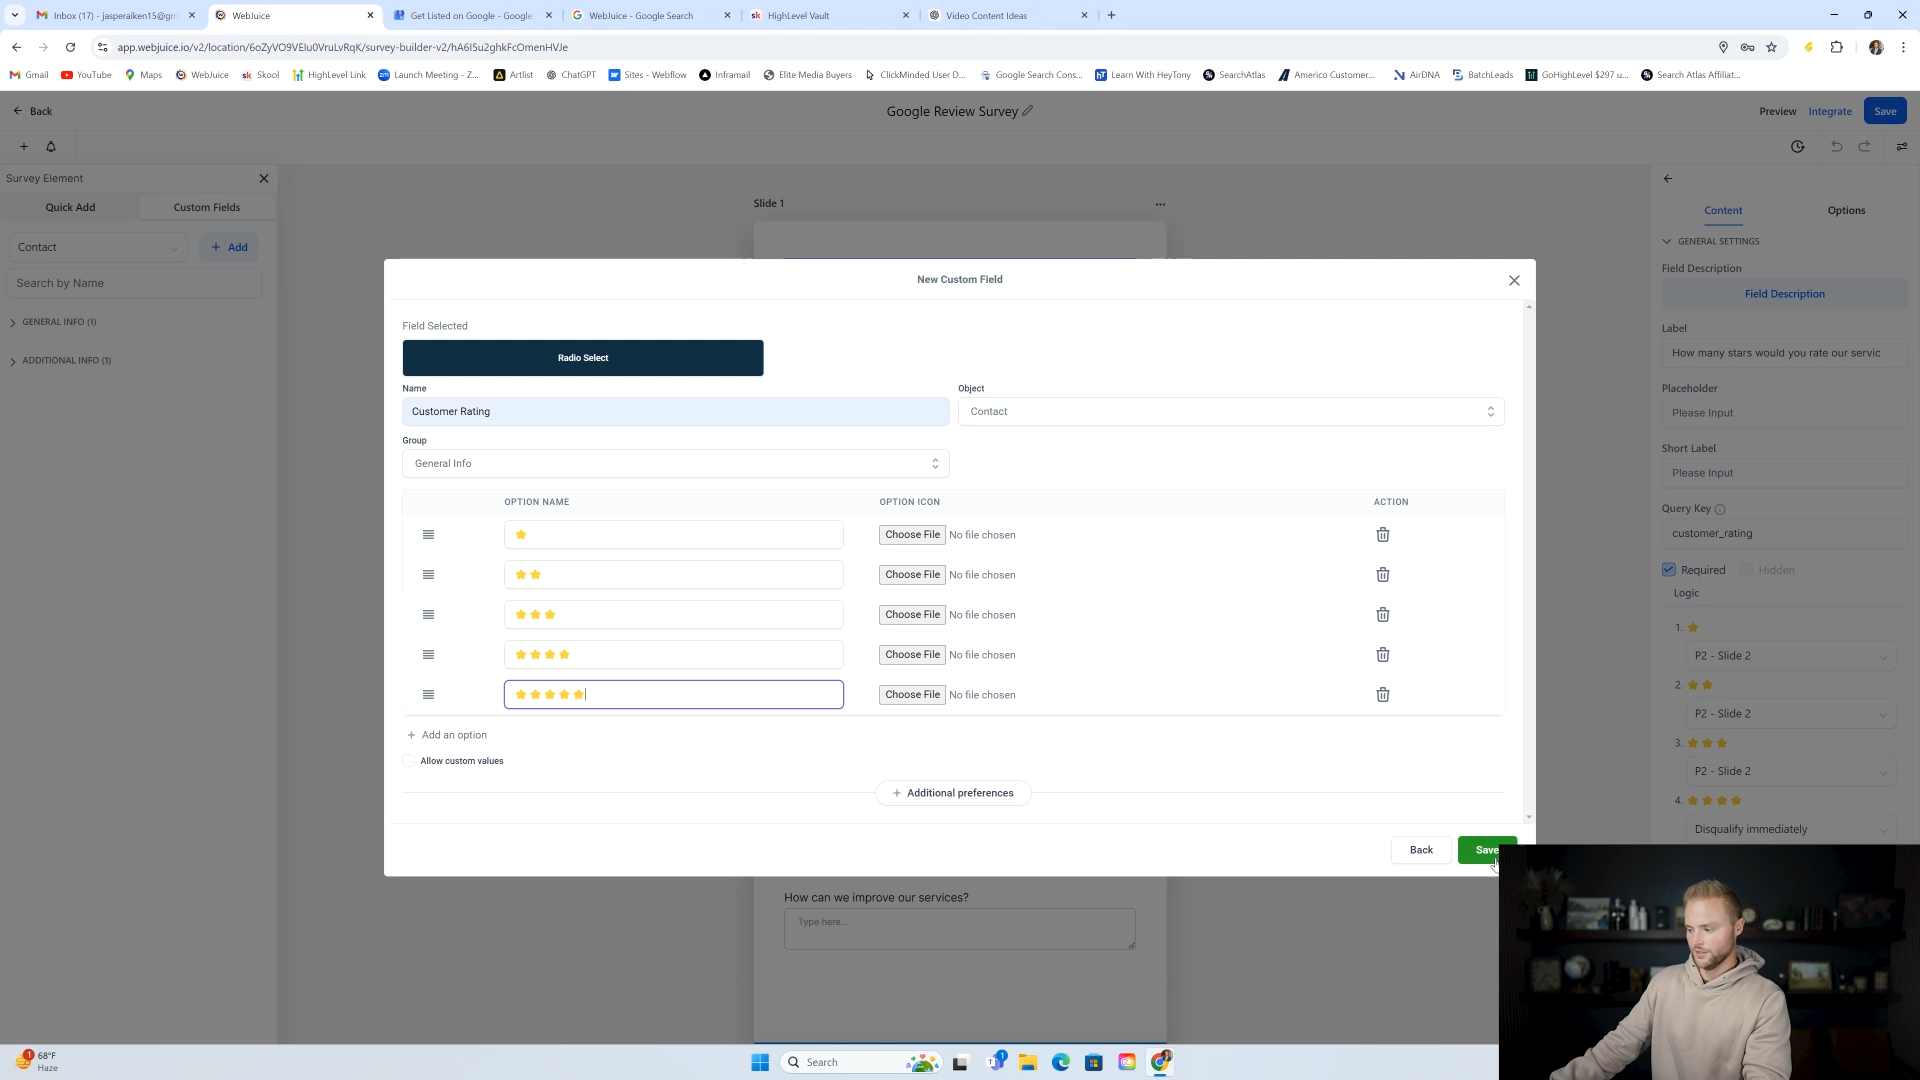 Inbox (17) - jasperaiken15@gm
WebJuice
Get Listed on Google - Google
WebJuice - Google Search
HighLevel Vault
Video Content Ideas
app.webjuice.io/v2/location/6oZyVO9VEIu0VruLvRqK/survey-builder-v2/hA6I5u2ghkFcOmenHVJe
Gmail
YouTube
Maps
WebJuice
Skool
HighLevel Link
Launch Meeting - Z...
Artlist
ChatGPT
Sites - Webflow
Inframail
Elite Media Buyers
ClickMinded User D...
Google Search Cons...
Learn With HeyTony
SearchAtlas
Americo Customer...
AirDNA
BatchLeads
GoHighLevel $297 u...
Search Atlas Affiliat...
Back
Google Review Survey
Preview
Integrate
Save
Survey Element
Quick Add
Custom Fields
Contact
+ Add
Search by Name
GENERAL INFO (1)
ADDITIONAL INFO (1)
Slide 1
New Custom Field
Field Selected
Radio Select
Name
Object
Customer Rating
Contact
Group
General Info
OPTION NAME
OPTION ICON
ACTION
⭐
Choose File No file chosen
⭐⭐
Choose File No file chosen
⭐⭐⭐
Choose File No file chosen
⭐⭐⭐⭐
Choose File No file chosen
⭐⭐⭐⭐⭐
Choose File No file chosen
+ Add an option
Allow custom values
+ Additional preferences
Back
Save
How can we improve our services?
Type here...
Content
Options
GENERAL SETTINGS
Field Description
Field Description
Label
How many stars would you rate our servic
Placeholder
Please Input
Short Label
Please Input
Query Key
customer_rating
Required
Hidden
Logic
1. ⭐
P2 - Slide 2
2. ⭐⭐
P2 - Slide 2
3. ⭐⭐⭐
P2 - Slide 2
4. ⭐⭐⭐⭐
Disqualify immediately
1
68°F
Haze
Search
1